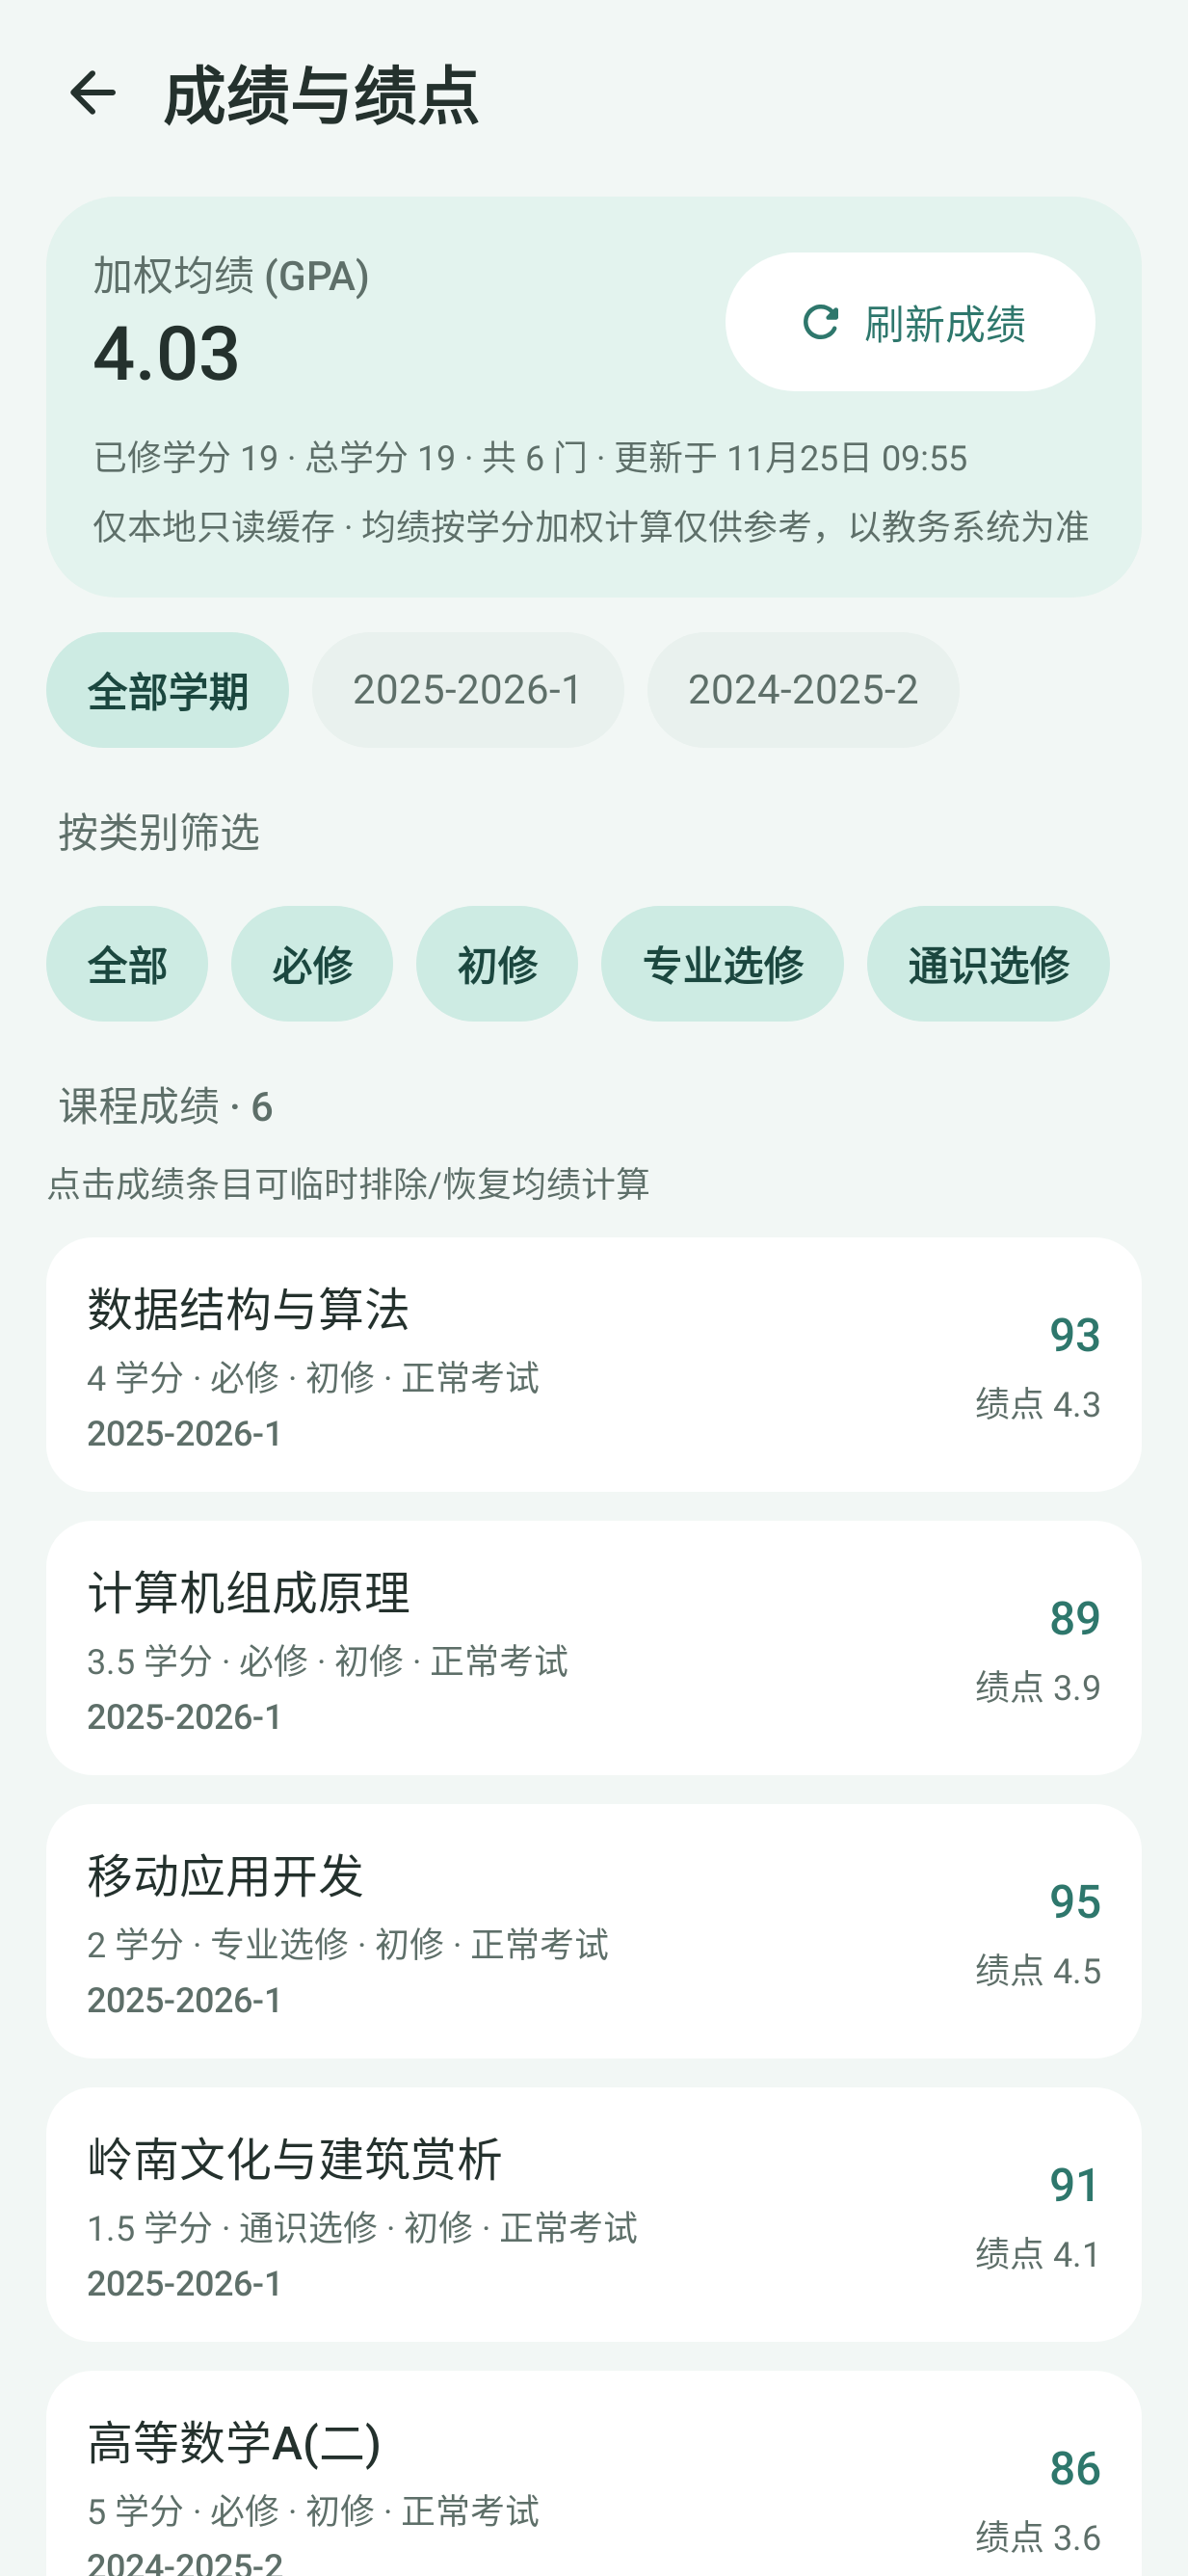 成绩与绩点
加权均绩 (GPA)
4.03
刷新成绩
已修学分 19 · 总学分 19 · 共 6 门 · 更新于 11月25日 09:55
仅本地只读缓存 · 均绩按学分加权计算仅供参考，以教务系统为准
全部学期
2025-2026-1
2024-2025-2
按类别筛选
全部
必修
初修
专业选修
通识选修
课程成绩 · 6
点击成绩条目可临时排除/恢复均绩计算
数据结构与算法
4 学分 · 必修 · 初修 · 正常考试
2025-2026-1
93
绩点 4.3
计算机组成原理
3.5 学分 · 必修 · 初修 · 正常考试
2025-2026-1
89
绩点 3.9
移动应用开发
2 学分 · 专业选修 · 初修 · 正常考试
2025-2026-1
95
绩点 4.5
岭南文化与建筑赏析
1.5 学分 · 通识选修 · 初修 · 正常考试
2025-2026-1
91
绩点 4.1
高等数学A(二)
5 学分 · 必修 · 初修 · 正常考试
2024-2025-2
86
绩点 3.6